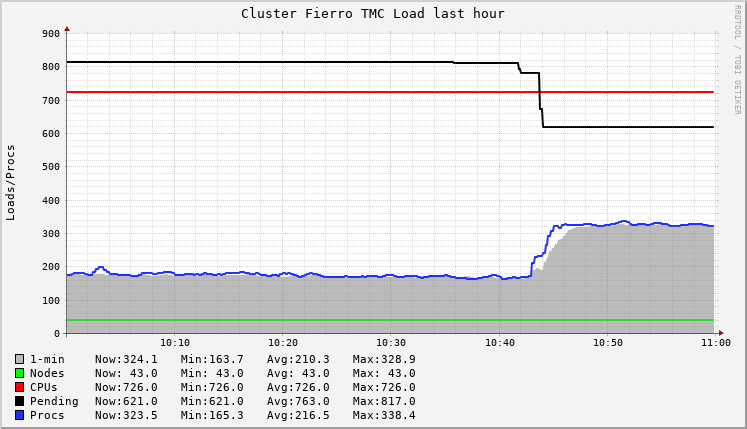 Cluster Fierro TMC Load last hour
RRDTOOL / TOBI OETIKER
Loads/Procs
900
800
700
600
500
400
300
200
100
0
10:10 10:20 10:30 10:40 10:50 11:00
1-min Now:324.1 Min:163.7 Avg:210.3 Max:328.9
Nodes Now: 43.0 Min: 43.0 Avg: 43.0 Max: 43.0
CPUs Now:726.0 Min:726.0 Avg:726.0 Max:726.0
Pending Now:621.0 Min:621.0 Avg:763.0 Max:817.0
Procs Now:323.5 Min:165.3 Avg:216.5 Max:338.4